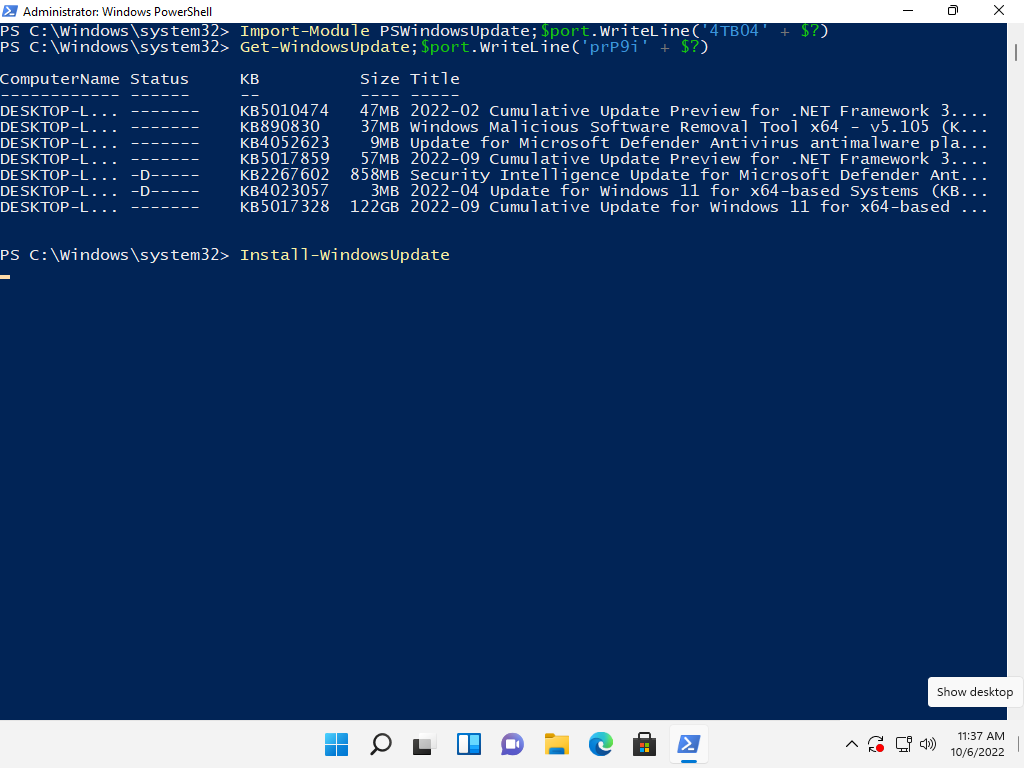 Administrator: Windows PowerShell
PS C:\Windows\system32> Import-Module PSWindowsUpdate;$port.WriteLine('4TBO4' + $?)
PS C:\Windows\system32> Get-WindowsUpdate;$port.WriteLine('prP9i' + $?)
ComputerName Status     KB          Size Title
------------ ------     --          ---- -----
DESKTOP-L... -------    KB5010474   47MB 2022-02 Cumulative Update Preview for .NET Framework 3....
DESKTOP-L... -------    KB890830    37MB Windows Malicious Software Removal Tool x64 - v5.105 (K...
DESKTOP-L... -------    KB4052623    9MB Update for Microsoft Defender Antivirus antimalware pla...
DESKTOP-L... -------    KB5017859   57MB 2022-09 Cumulative Update Preview for .NET Framework 3....
DESKTOP-L... -D-----    KB2267602  858MB Security Intelligence Update for Microsoft Defender Ant...
DESKTOP-L... -D-----    KB4023057    3MB 2022-04 Update for Windows 11 for x64-based Systems (KB...
DESKTOP-L... -------    KB5017328  122GB 2022-09 Cumulative Update for Windows 11 for x64-based ...
PS C:\Windows\system32> Install-WindowsUpdate
Show desktop
11:37 AM
10/6/2022